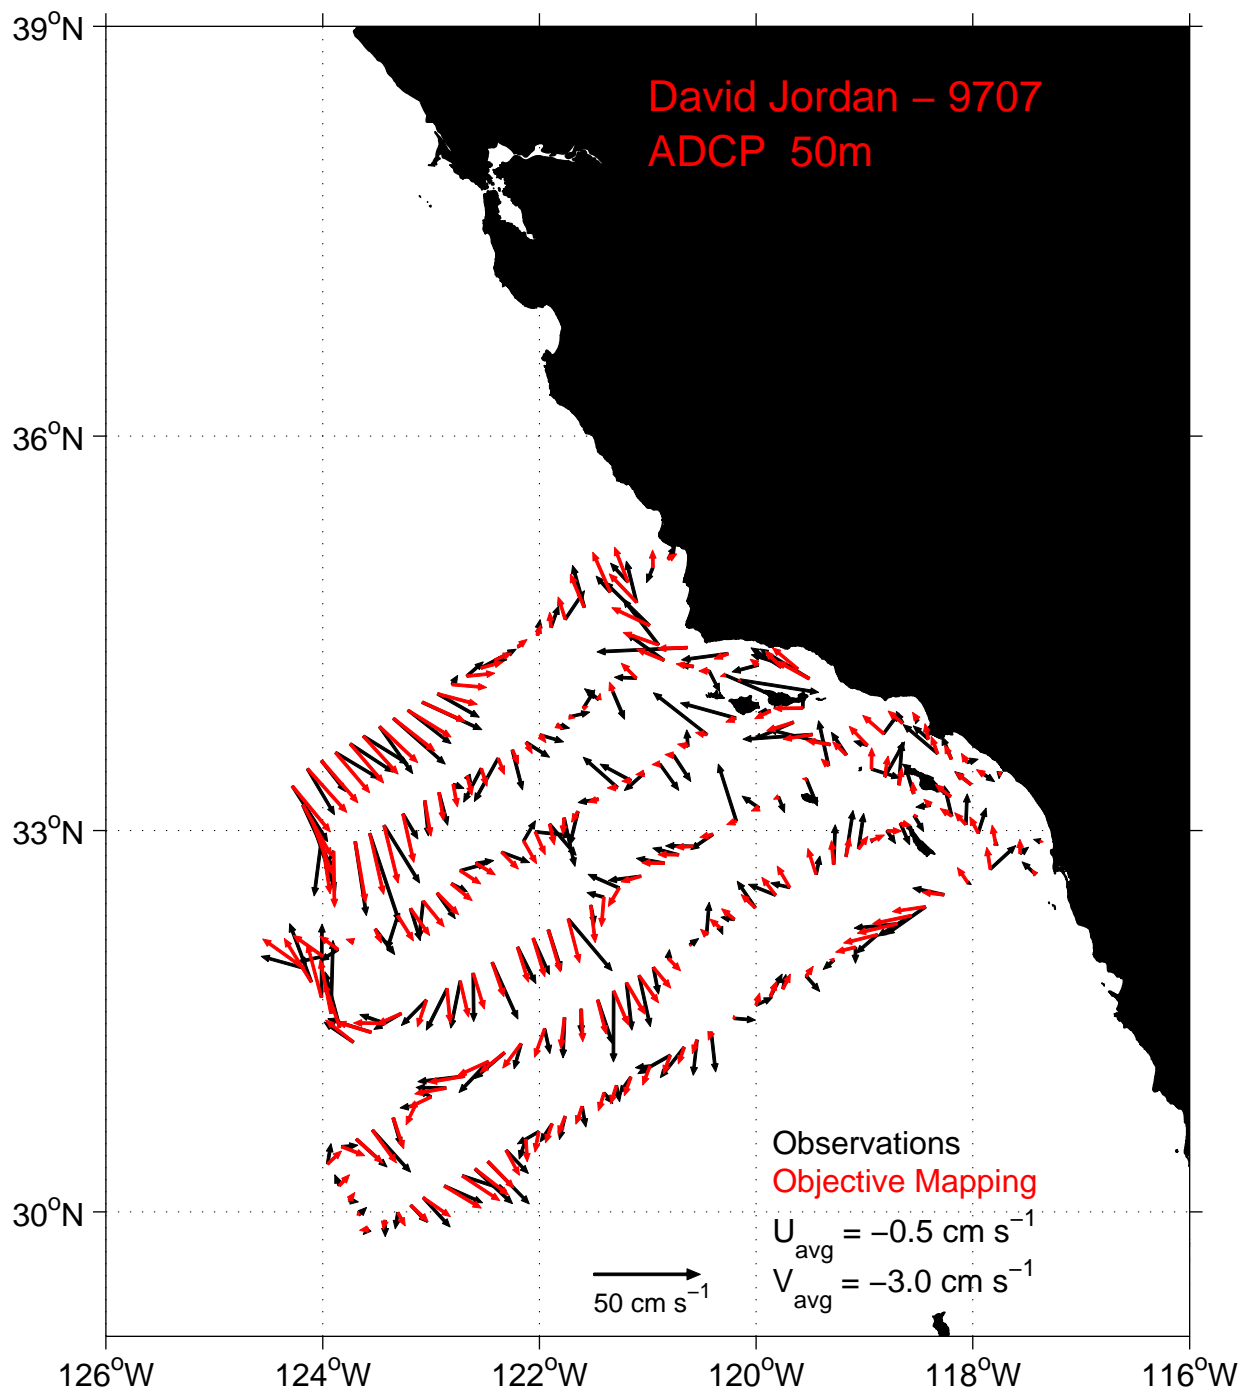 39°N
David Jordan – 9707
ADCP 50m
36°N
33°N
30°N
Observations
Objective Mapping
U_avg = −0.5 cm s⁻¹
V_avg = −3.0 cm s⁻¹
50 cm s⁻¹
126°W 124°W 122°W 120°W 118°W 116°W